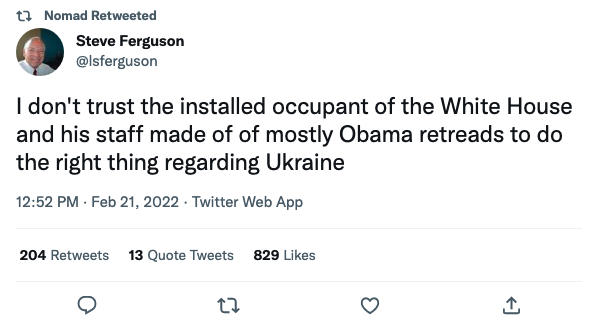 Nomad Retweeted
Steve Ferguson
@lsferguson
I don't trust the installed occupant of the White House
and his staff made of of mostly Obama retreads to do
the right thing regarding Ukraine
12:52 PM · Feb 21, 2022 · Twitter Web App
204 Retweets 13 Quote Tweets 829 Likes